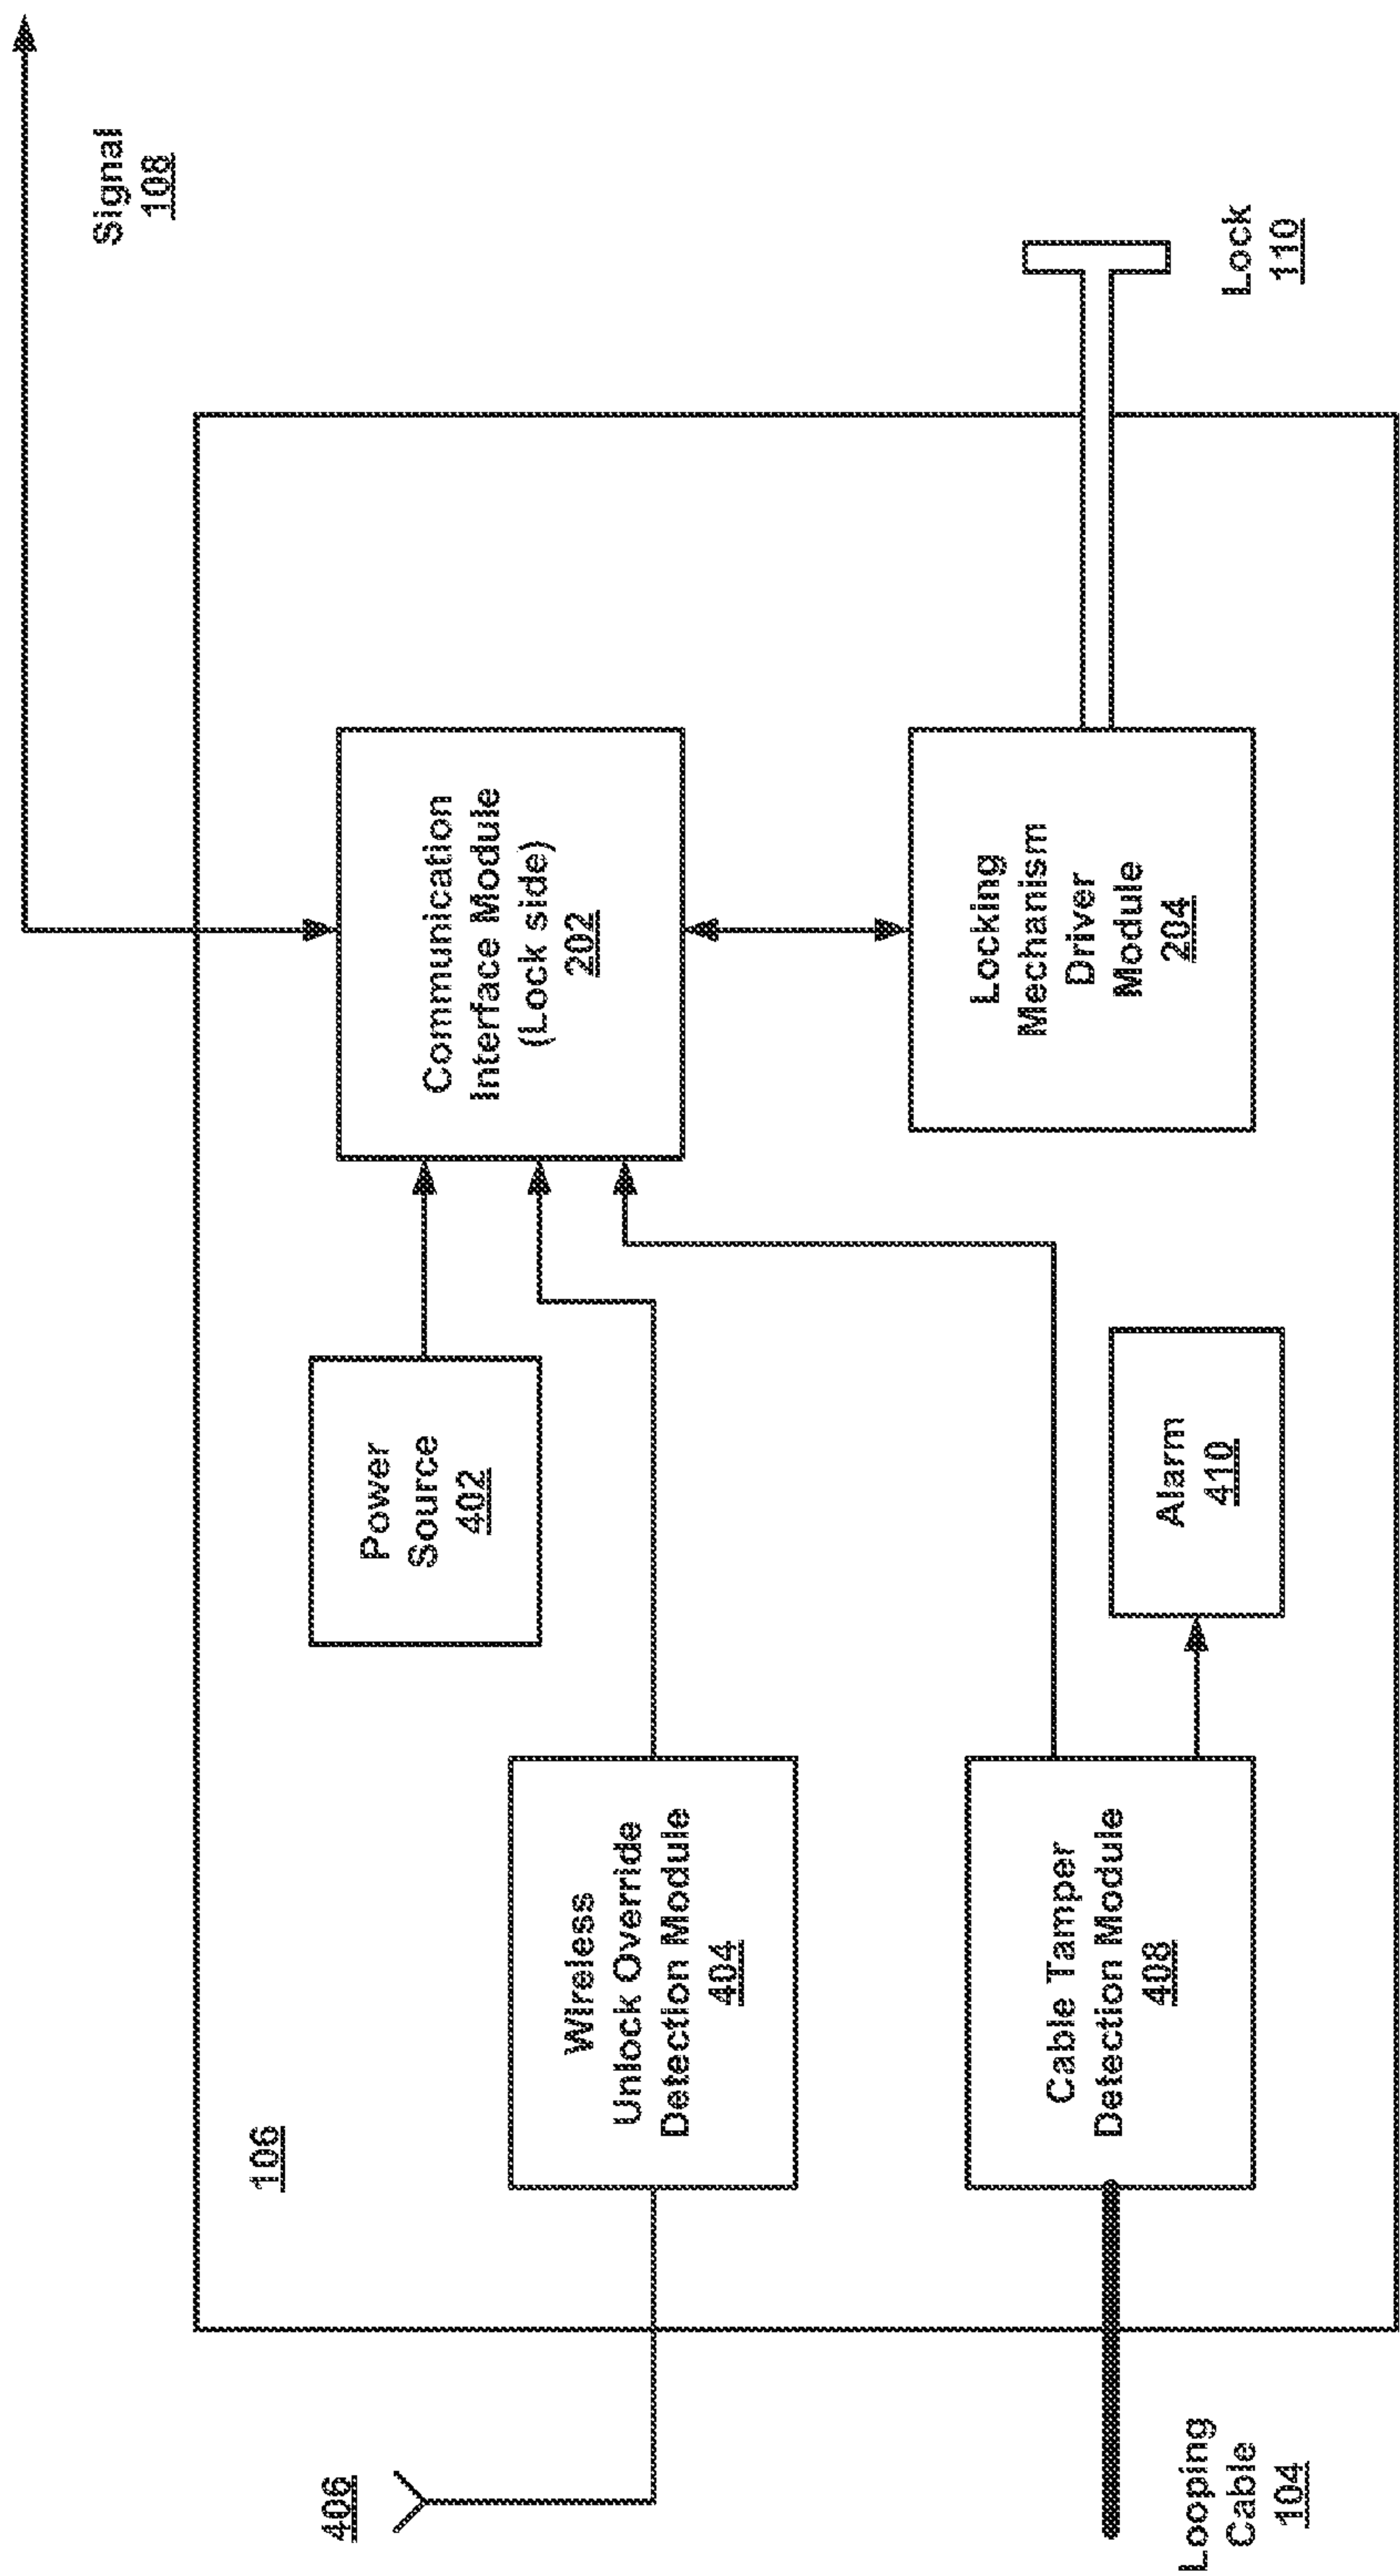 Signal
108
106
Power
Source
402
Communication
Interface Module
(Lock side)
202
406
Wireless
Unlock Override
Detection Module
404
Locking
Mechanism
Driver
Module
204
Lock
110
Cable Tamper
Detection Module
408
Alarm
410
Looping
Cable
104